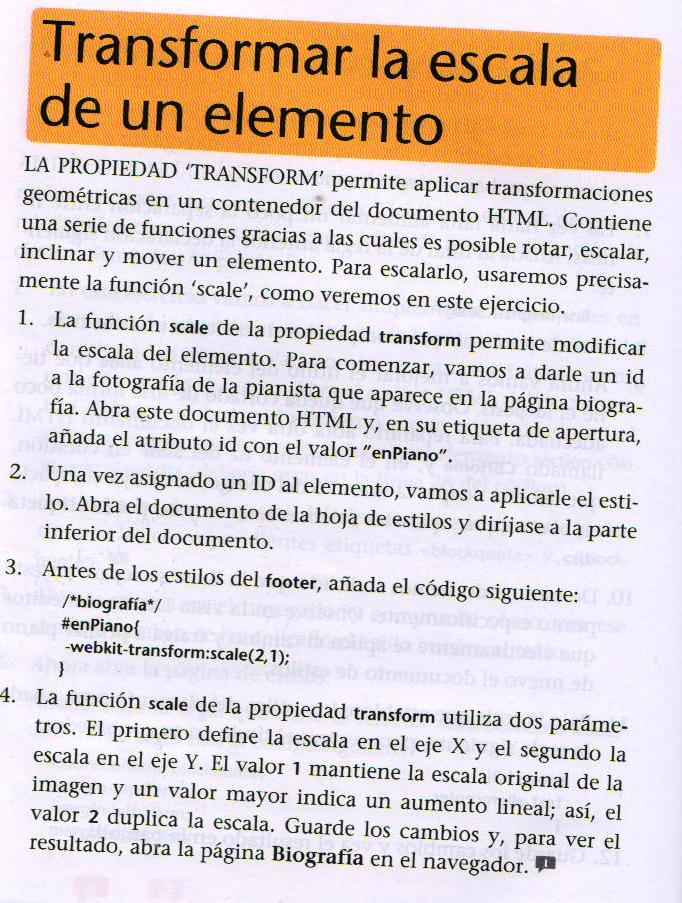 Transformar la escala
de un elemento
LA PROPIEDAD ‘TRANSFORM’ permite aplicar transformaciones
geométricas en un contenedor del documento HTML. Contiene
una serie de funciones gracias a las cuales es posible rotar, escalar,
inclinar y mover un elemento. Para escalarlo, usaremos precisa-
mente la función ‘scale’, como veremos en este ejercicio.
1. La función scale de la propiedad transform permite modificar
la escala del elemento. Para comenzar, vamos a darle un id
a la fotografía de la pianista que aparece en la página biogra-
fía. Abra este documento HTML y, en su etiqueta de apertura,
añada el atributo id con el valor "enPiano".
2. Una vez asignado un ID al elemento, vamos a aplicarle el esti-
lo. Abra el documento de la hoja de estilos y diríjase a la parte
inferior del documento.
3. Antes de los estilos del footer, añada el código siguiente:
/*biografía*/
#enPiano{
-webkit-transform:scale(2,1);
}
4. La función scale de la propiedad transform utiliza dos paráme-
tros. El primero define la escala en el eje X y el segundo la
escala en el eje Y. El valor 1 mantiene la escala original de la
imagen y un valor mayor indica un aumento lineal; así, el
valor 2 duplica la escala. Guarde los cambios y, para ver el
resultado, abra la página Biografía en el navegador. 1